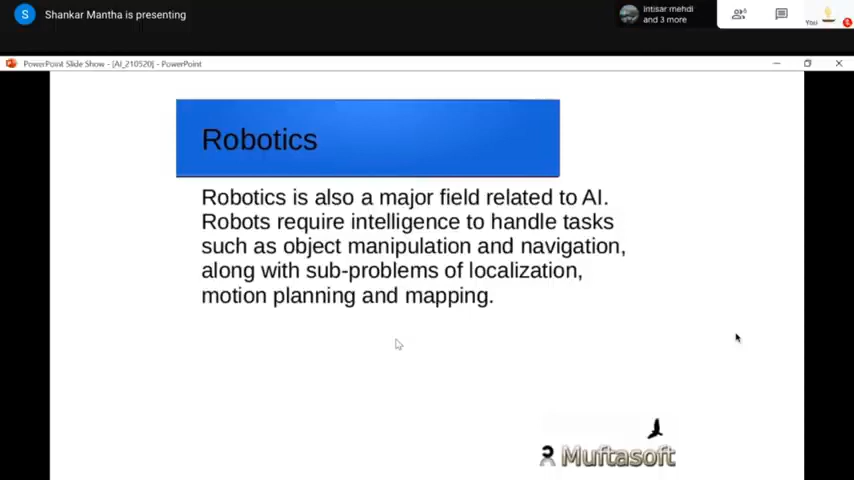 S Shankar Mantha is presenting
intisar mehdi
and 3 more
You
PowerPoint Slide Show - [AI_210520] - PowerPoint
Robotics
Robotics is also a major field related to AI.
Robots require intelligence to handle tasks
such as object manipulation and navigation,
along with sub-problems of localization,
motion planning and mapping.
Muftasoft